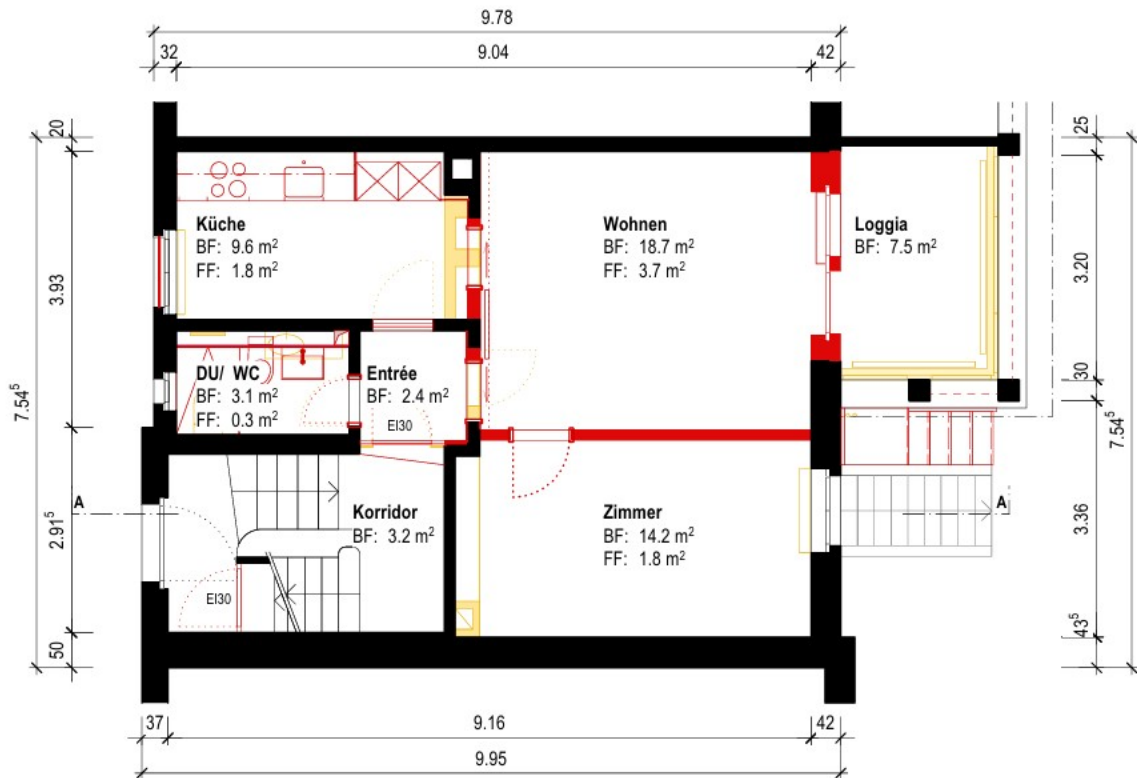 9.78
32 9.04 42
20
25
Küche
BF: 9.6 m²
FF: 1.8 m²
Wohnen
BF: 18.7 m²
FF: 3.7 m²
Loggia
BF: 7.5 m²
3.93
3.20
DU/ WC
BF: 3.1 m²
FF: 0.3 m²
Entrée
BF: 2.4 m²
EI30
30
7.54⁵
7.54⁵
A
A
Korridor
BF: 3.2 m²
Zimmer
BF: 14.2 m²
FF: 1.8 m²
2.91⁵
3.36
EI30
50
43⁵
37 9.16 42
9.95